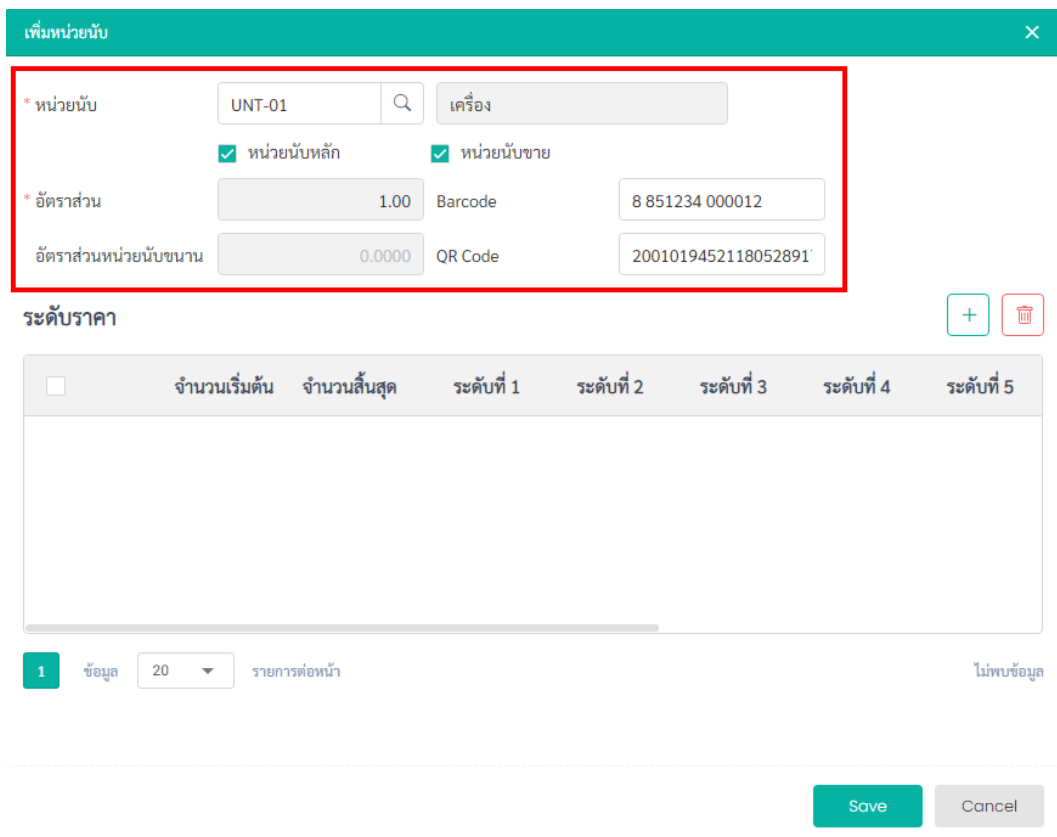 เพิ่มหน่วยนับ
* หน่วยนับ UNT-01 เครื่อง
หน่วยนับหลัก หน่วยนับขาย
* อัตราส่วน 1.00 Barcode 8 851234 000012
อัตราส่วนหน่วยนับขนาน 0.0000 QR Code 2001019452118052891
ระดับราคา
จำนวนเริ่มต้น จำนวนสิ้นสุด ระดับที่ 1 ระดับที่ 2 ระดับที่ 3 ระดับที่ 4 ระดับที่ 5
1 ข้อมูล 20 รายการต่อหน้า ไม่พบข้อมูล
Save Cancel